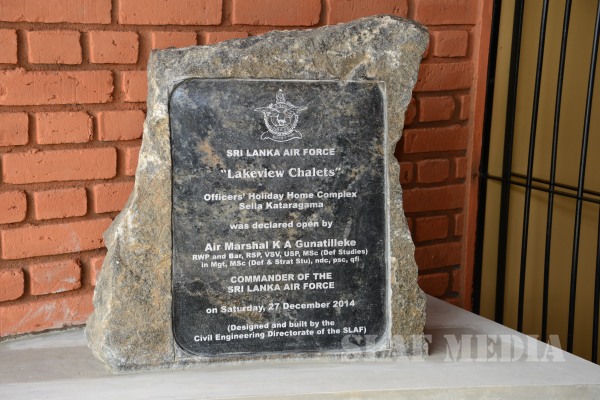 SRI LANKA AIR FORCE
"Lakeview Chalets"
Officers' Holiday Home Complex
Sella Kataragama
was declared open by
Air Marshal K A Gunatilleke
RWP and Bar, RSP, VSV, USP, MSc (Def Studies)
in Mgt, MSc (Def & Strat Stu), ndc, psc, qfi
COMMANDER OF THE
SRI LANKA AIR FORCE
on Saturday, 27 December 2014
(Designed and built by the
Civil Engineering Directorate of the SLAF)
SLAF MEDIA